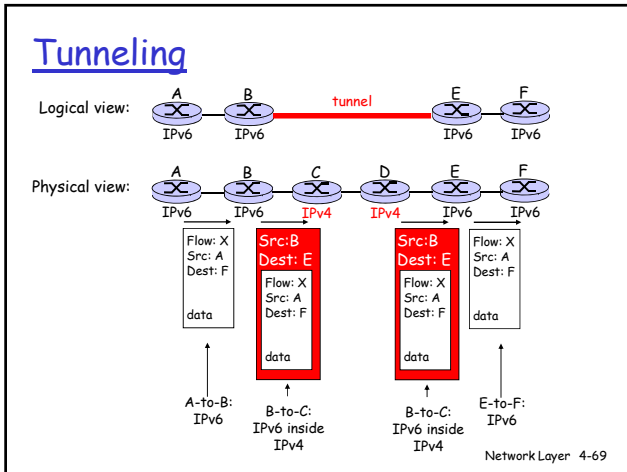 Tunneling
A B tunnel E F
Logical view:
IPv6 IPv6 IPv6 IPv6
A B C D E F
Physical view:
IPv6 IPv6 IPv4 IPv4 IPv6 IPv6
Flow: X
Src: A
Dest: F
data
Src:B
Dest: E
Flow: X
Src: A
Dest: F
data
Src:B
Dest: E
Flow: X
Src: A
Dest: F
data
Flow: X
Src: A
Dest: F
data
A-to-B:
IPv6
B-to-C:
IPv6 inside
IPv4
B-to-C:
IPv6 inside
IPv4
E-to-F:
IPv6
Network Layer 4-69